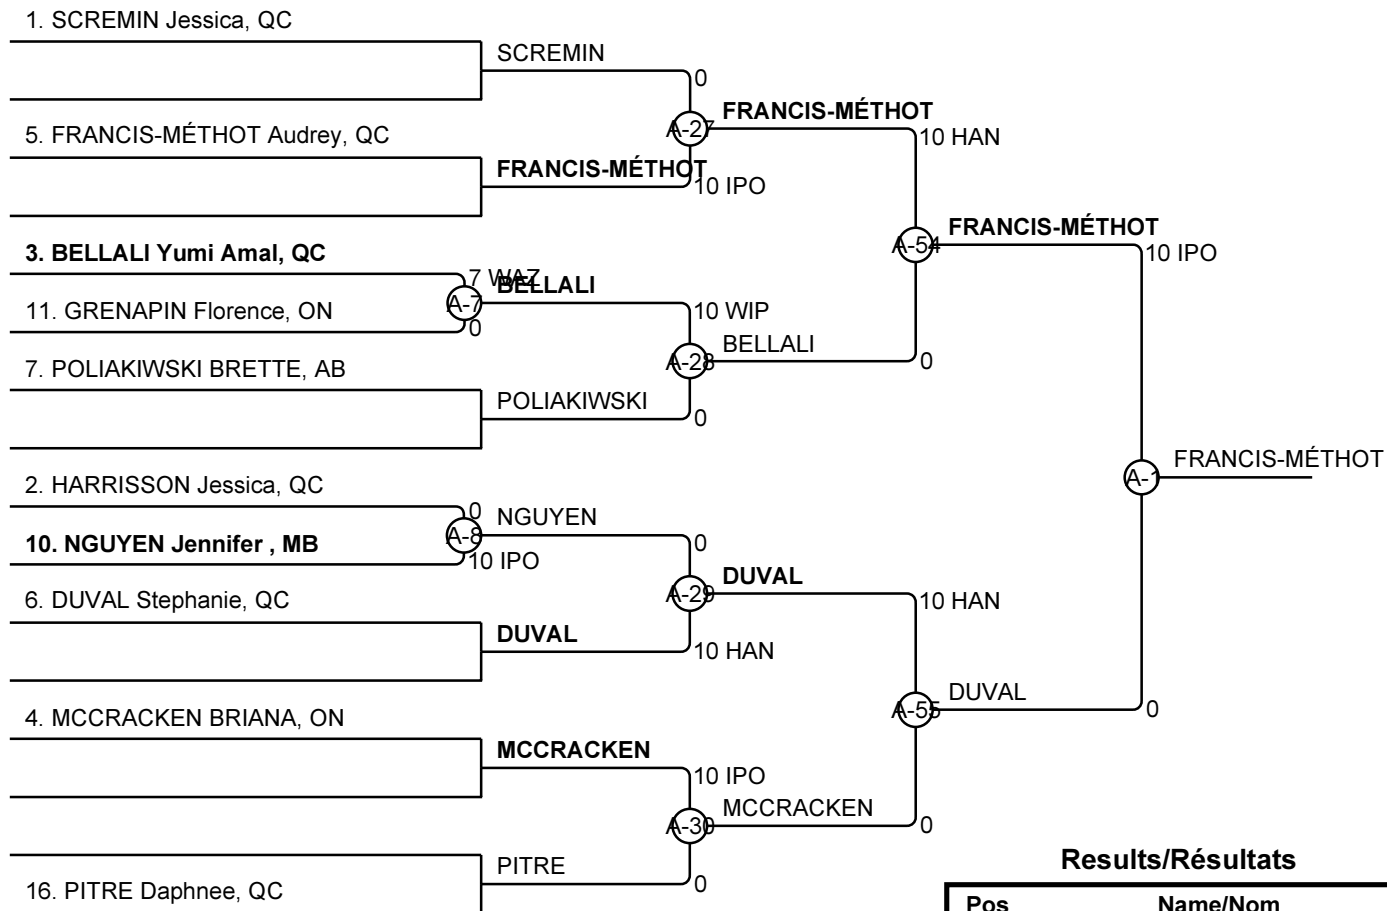 1. SCREMIN Jessica, QC
SCREMIN
0
A-27
FRANCIS-MÉTHOT
5. FRANCIS-MÉTHOT Audrey, QC
FRANCIS-MÉTHOT
10 IPO
10 HAN
3. BELLALI Yumi Amal, QC
7 WAZ
A-7
BELLALI
11. GRENAPIN Florence, ON
0
10 WIP
A-28
BELLALI
7. POLIAKIWSKI BRETTE, AB
POLIAKIWSKI
0
A-54
FRANCIS-MÉTHOT
10 IPO
0
2. HARRISSON Jessica, QC
0
A-8
NGUYEN
10. NGUYEN Jennifer , MB
10 IPO
0
A-29
DUVAL
6. DUVAL Stephanie, QC
DUVAL
10 HAN
10 HAN
A-1
FRANCIS-MÉTHOT
A-55
DUVAL
0
4. MCCRACKEN BRIANA, ON
MCCRACKEN
10 IPO
A-30
MCCRACKEN
0
PITRE
0
16. PITRE Daphnee, QC
Results/Résultats
Pos Name/Nom